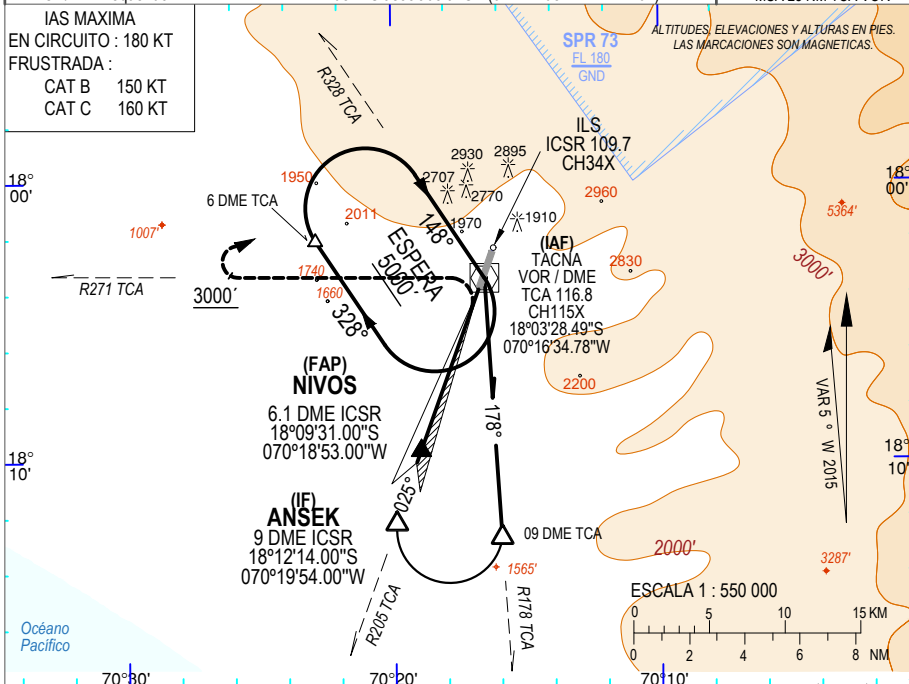 IAS MAXIMA
EN CIRCUITO : 180 KT
FRUSTRADA :
CAT B 150 KT
CAT C 160 KT
ALTITUDES, ELEVACIONES Y ALTURAS EN PIES.
LAS MARCACIONES SON MAGNETICAS.
SPR 73
FL 180
GND
R328 TCA
ILS
ICSR 109.7
CH34X
18°
00'
18°
00'
1950
2930
2895
2707
2770
6 DME TCA
2011
1970
1910
2960
5364'
1007'
148°
ESPERA
5000'
(IAF)
TACNA
VOR / DME
TCA 116.8
CH115X
18°03'28.49"S
070°16'34.78"W
2830
3000'
R271 TCA
1740
3000'
1660
328°
2200
(FAP)
NIVOS
6.1 DME ICSR
18°09'31.00"S
070°18'53.00"W
178°
VAR 5 ° W 2015
18°
10'
18°
10'
025°
(IF)
ANSEK
9 DME ICSR
18°12'14.00"S
070°19'54.00"W
09 DME TCA
2000'
1565'
3287'
R205 TCA
R178 TCA
ESCALA 1 : 550 000
0 5 10 15 KM
0 2 4 6 8 NM
Océano
Pacífico
70°30'
70°20'
70°10'